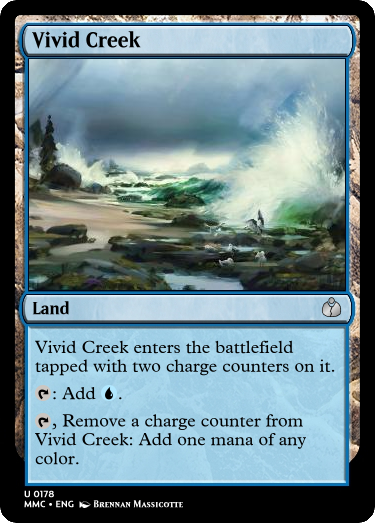 Vivid Creek
Land
Vivid Creek enters the battlefield
tapped with two charge counters on it.
: Add .
, Remove a charge counter from
Vivid Creek: Add one mana of any
color.
U 0178
MMC • ENG Brennan Massicotte